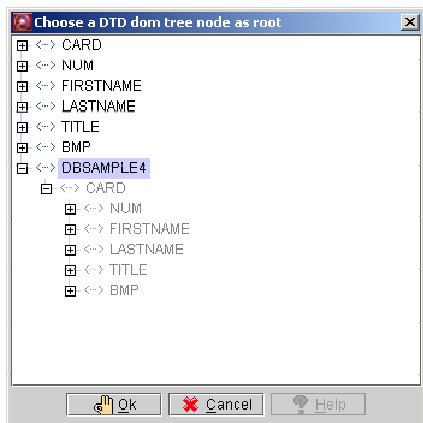 Choose a DTD dom tree node as root
CARD
NUM
FIRSTNAME
LASTNAME
TITLE
BMP
DBSAMPLE4
CARD
NUM
FIRSTNAME
LASTNAME
TITLE
BMP
Ok Cancel Help